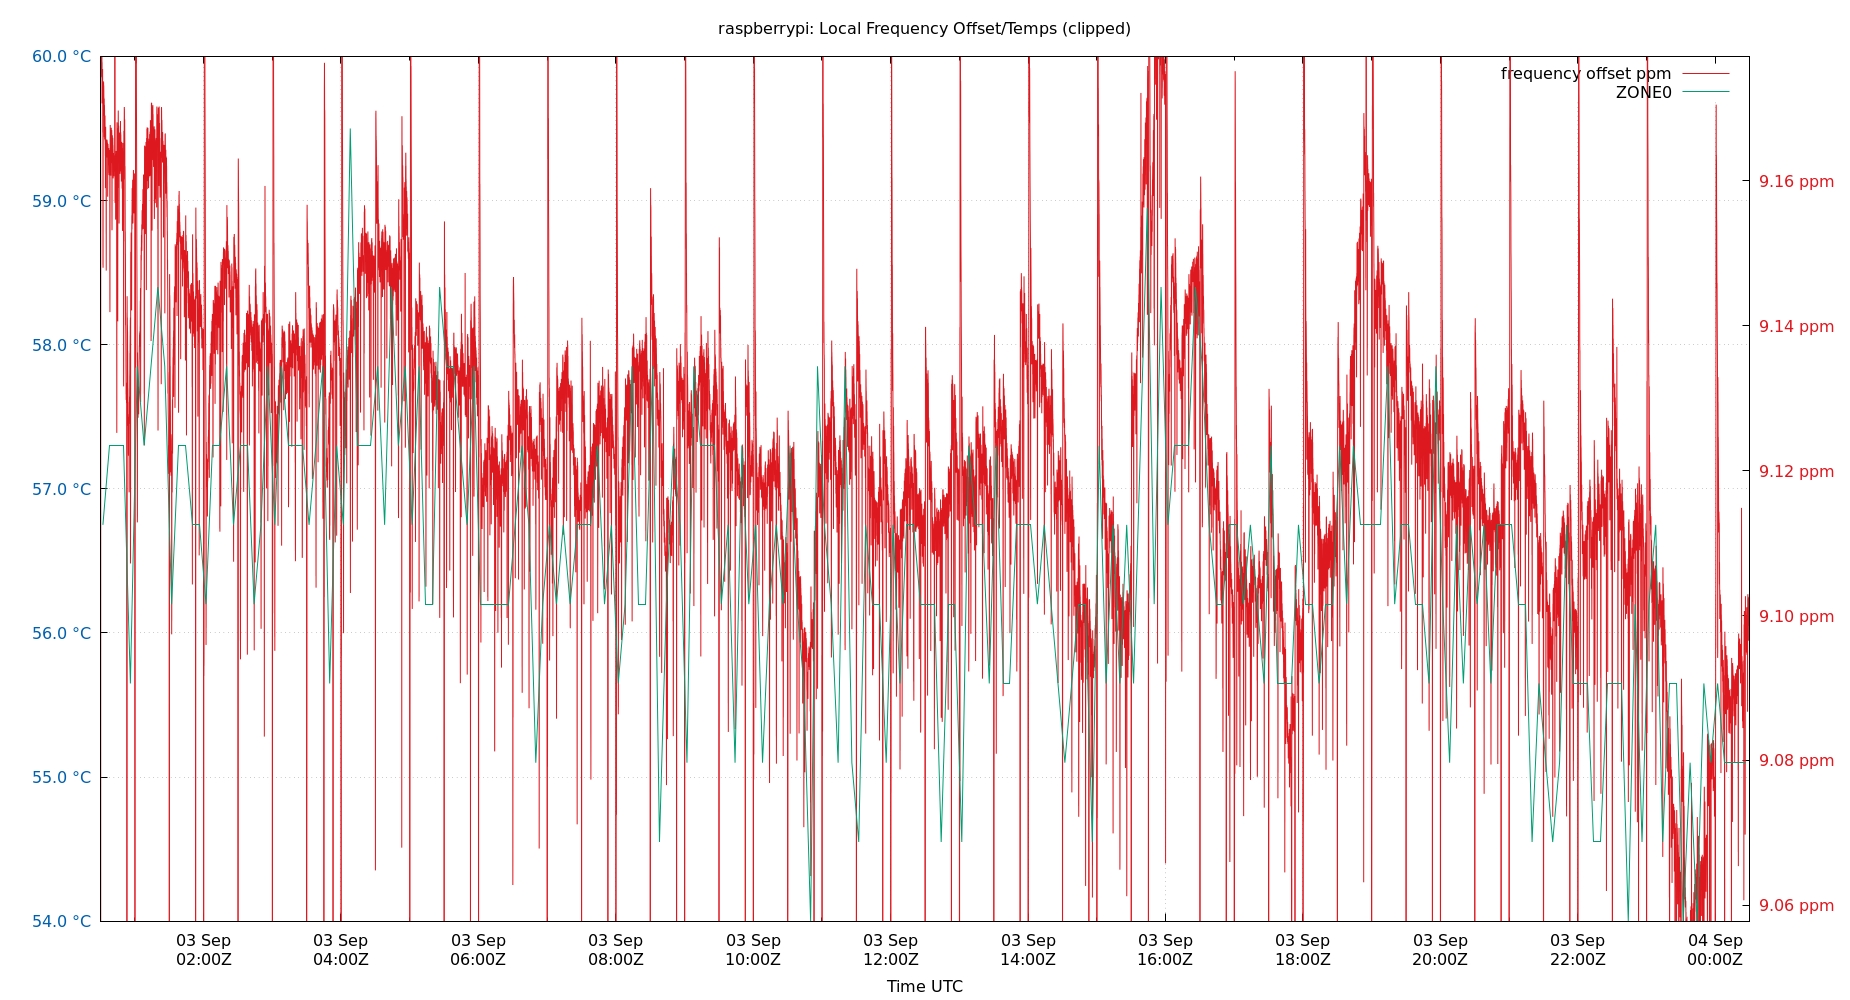 raspberrypi: Local Frequency Offset/Temps (clipped)
frequency offset ppm
ZONE0
60.0 °C
59.0 °C
58.0 °C
57.0 °C
56.0 °C
55.0 °C
54.0 °C
9.16 ppm
9.14 ppm
9.12 ppm
9.10 ppm
9.08 ppm
9.06 ppm
03 Sep
02:00Z
03 Sep
04:00Z
03 Sep
06:00Z
03 Sep
08:00Z
03 Sep
10:00Z
03 Sep
12:00Z
03 Sep
14:00Z
03 Sep
16:00Z
03 Sep
18:00Z
03 Sep
20:00Z
03 Sep
22:00Z
04 Sep
00:00Z
Time UTC